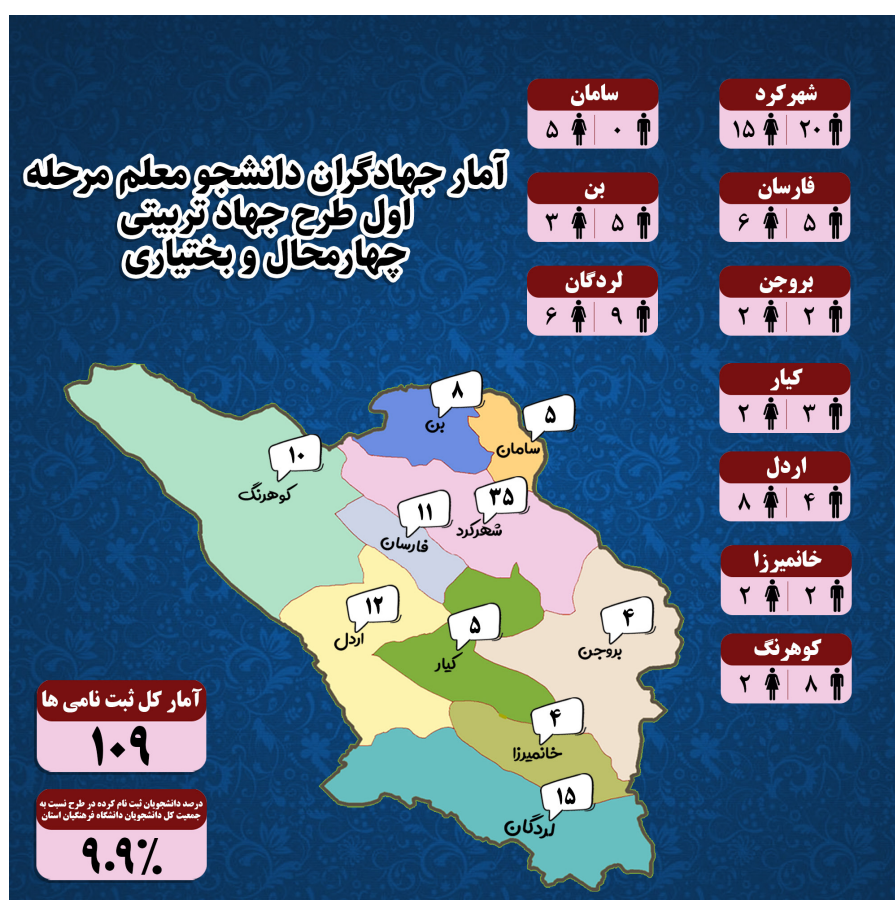 آمار جهادگران دانشجو معلم مرحله
اول طرح جهاد تربیتی
چهارمحال و بختیاری
شهرکرد
۲۰ ۱۵
سامان
۰ ۵
فارسان
۵ ۶
بن
۵ ۳
بروجن
۲ ۲
لردگان
۹ ۶
کیار
۳ ۲
اردل
۴ ۸
خانمیرزا
۲ ۲
کوهرنگ
۸ ۲
۸
بن
۵
سامان
۱۰
کوهرنگ
۳۵
شهرکرد
۱۱
فارسان
۱۲
اردل
۵
کیار
۴
بروجن
۴
خانمیرزا
۱۵
لردگان
آمار کل ثبت نامی ها
۱۰۹
درصد دانشجویان ثبت نام کرده در طرح نسبت به
جمعیت کل دانشجویان دانشگاه فرهنگیان استان
۹.۹٪